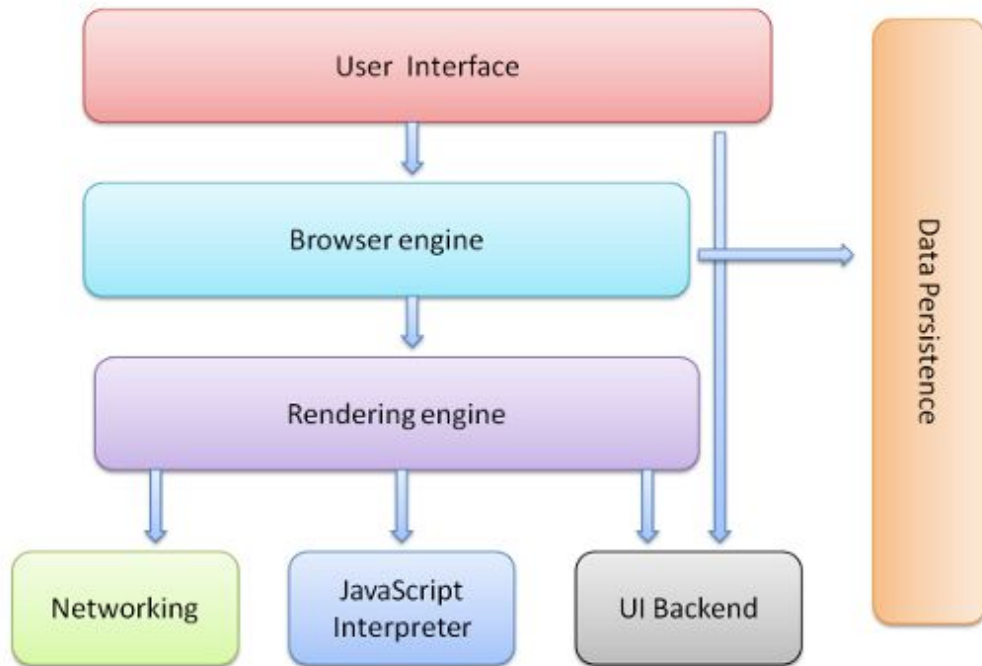 User Interface
Browser engine
Data Persistence
Rendering engine
Networking
JavaScript
Interpreter
UI Backend